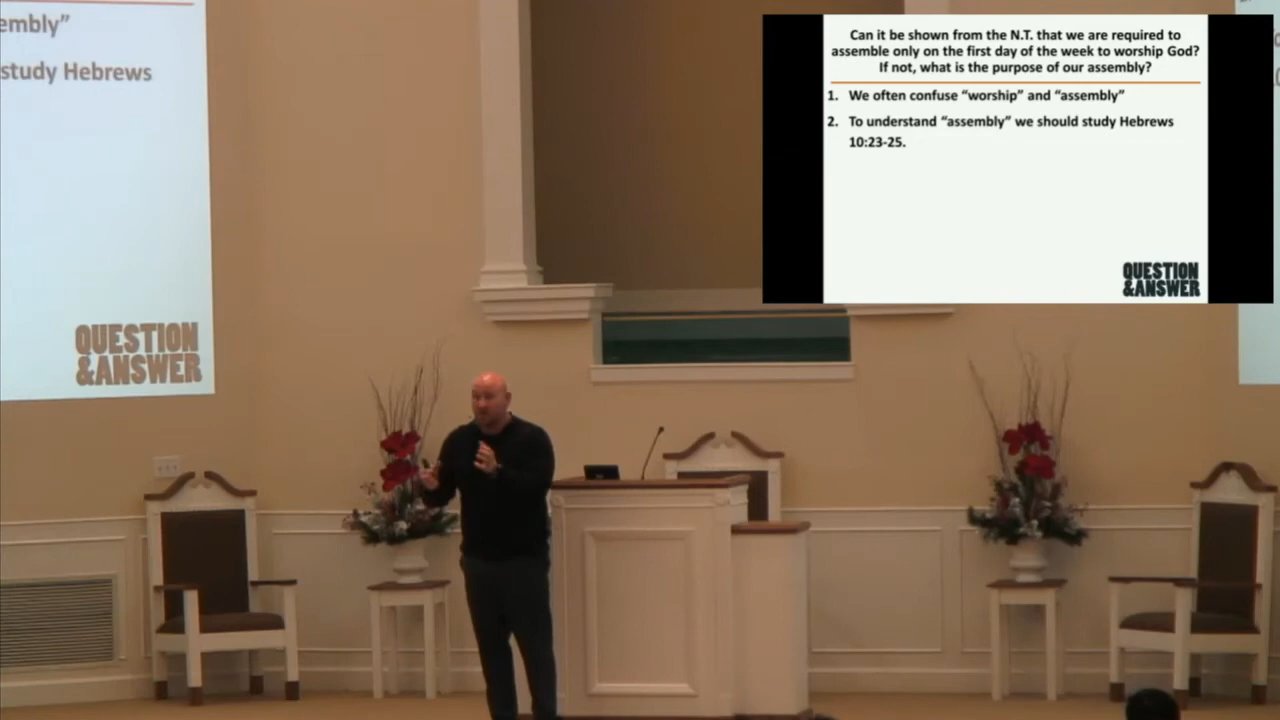 embly”
study Hebrews
QUESTION
&ANSWER
Can it be shown from the N.T. that we are required to
assemble only on the first day of the week to worship God?
If not, what is the purpose of our assembly?
1. We often confuse “worship” and “assembly”
2. To understand “assembly” we should study Hebrews
10:23-25.
QUESTION
&ANSWER